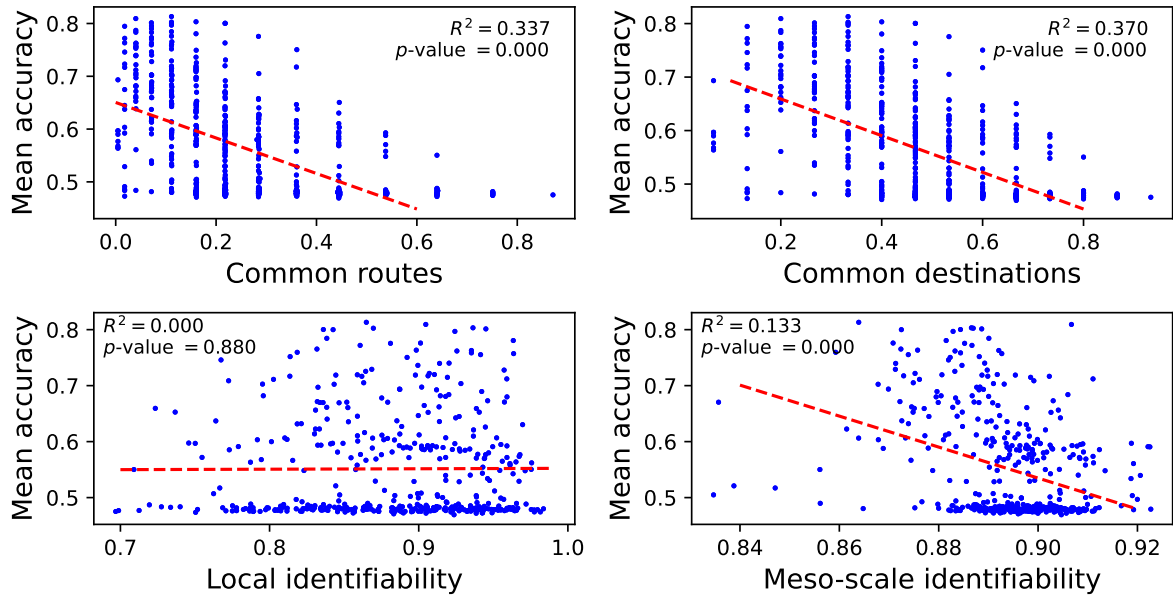 Mean accuracy
0.8
0.7
0.6
0.5
R² = 0.337
p-value = 0.000
0.0 0.2 0.4 0.6 0.8
Common routes
Mean accuracy
0.8
0.7
0.6
0.5
R² = 0.370
p-value = 0.000
0.2 0.4 0.6 0.8
Common destinations
Mean accuracy
0.8
0.7
0.6
0.5
R² = 0.000
p-value = 0.880
0.7 0.8 0.9 1.0
Local identifiability
Mean accuracy
0.8
0.7
0.6
0.5
R² = 0.133
p-value = 0.000
0.84 0.86 0.88 0.90 0.92
Meso-scale identifiability